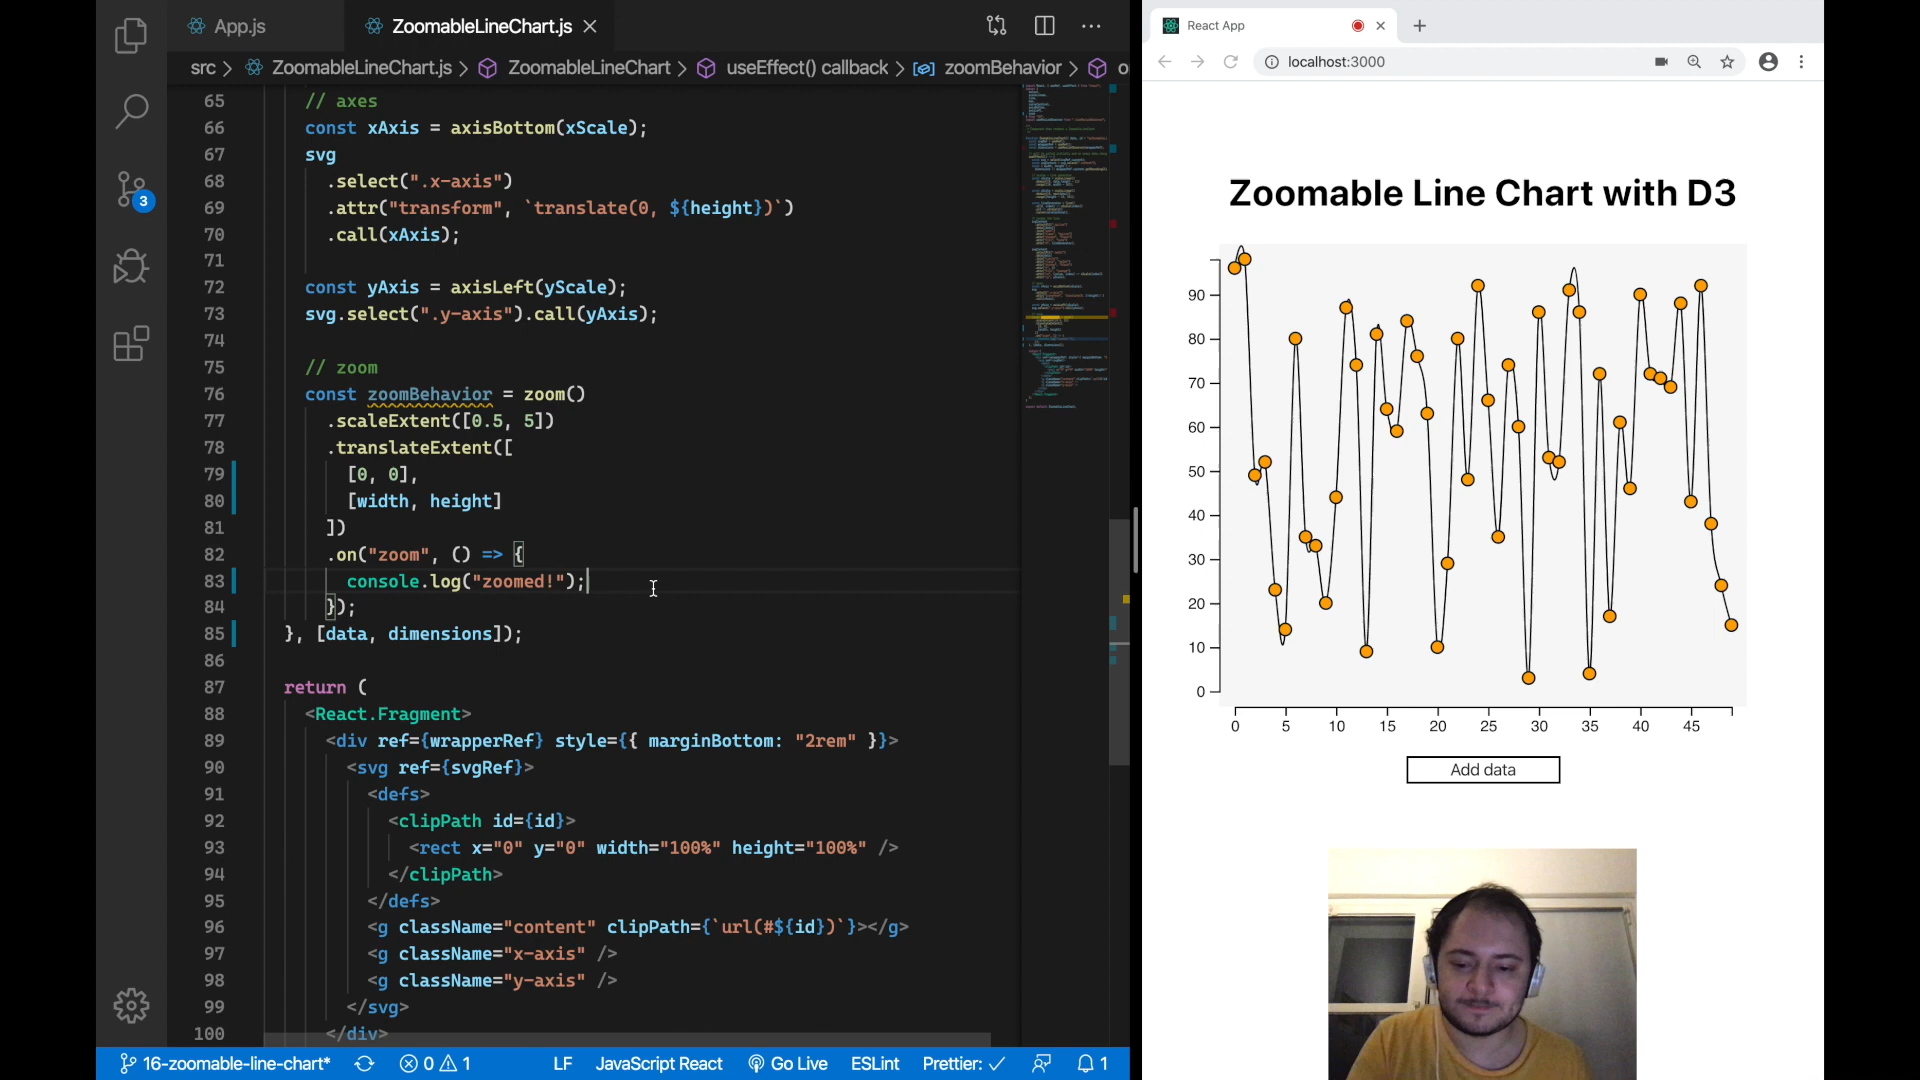 App.js
ZoomableLineChart.js
src > ZoomableLineChart.js > ZoomableLineChart > useEffect() callback > zoomBehavior >
65 // axes
66 const xAxis = axisBottom(xScale);
67 svg
68 .select(".x-axis")
69 .attr("transform", `translate(0, ${height})`)
70 .call(xAxis);
71
72 const yAxis = axisLeft(yScale);
73 svg.select(".y-axis").call(yAxis);
74
75 // zoom
76 const zoomBehavior = zoom()
77 .scaleExtent([0.5, 5])
78 .translateExtent([
79 [0, 0],
80 [width, height]
81 ])
82 .on("zoom", () => {
83 console.log("zoomed!");
84 });
85 }, [data, dimensions]);
86
87 return (
88 <React.Fragment>
89 <div ref={wrapperRef} style={{ marginBottom: "2rem" }}>
90 <svg ref={svgRef}>
91 <defs>
92 <clipPath id={id}>
93 <rect x="0" y="0" width="100%" height="100%" />
94 </clipPath>
95 </defs>
96 <g className="content" clipPath={`url(#${id})`}></g>
97 <g className="x-axis" />
98 <g className="y-axis" />
99 </svg>
100 </div>
3
16-zoomable-line-chart* 0 1 LF JavaScript React Go Live ESLint Prettier: ✓ 1
React App
localhost:3000
Zoomable Line Chart with D3
90
80
70
60
50
40
30
20
10
0
0 5 10 15 20 25 30 35 40 45
Add data